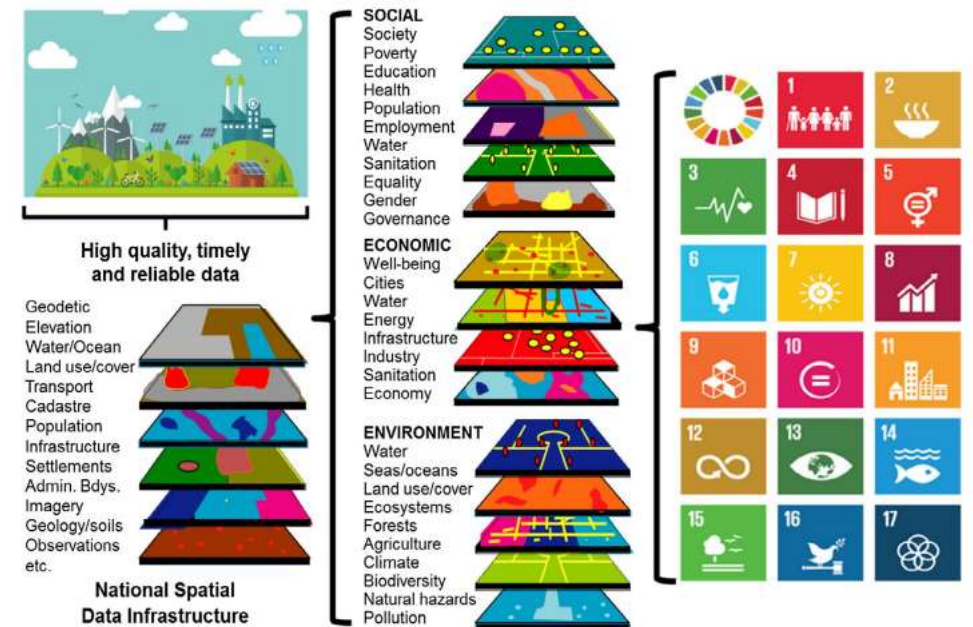 High quality, timely
and reliable data
Geodetic
Elevation
Water/Ocean
Land use/cover
Transport
Cadastre
Population
Infrastructure
Settlements
Admin. Bdys.
Imagery
Geology/soils
Observations
etc.
National Spatial
Data Infrastructure
SOCIAL
Society
Poverty
Education
Health
Population
Employment
Water
Sanitation
Equality
Gender
Governance
ECONOMIC
Well-being
Cities
Water
Energy
Infrastructure
Industry
Sanitation
Economy
ENVIRONMENT
Water
Seas/oceans
Land use/cover
Ecosystems
Forests
Agriculture
Climate
Biodiversity
Natural hazards
Pollution
1
2
3
4
5
6
7
8
9
10
11
12
13
14
15
16
17